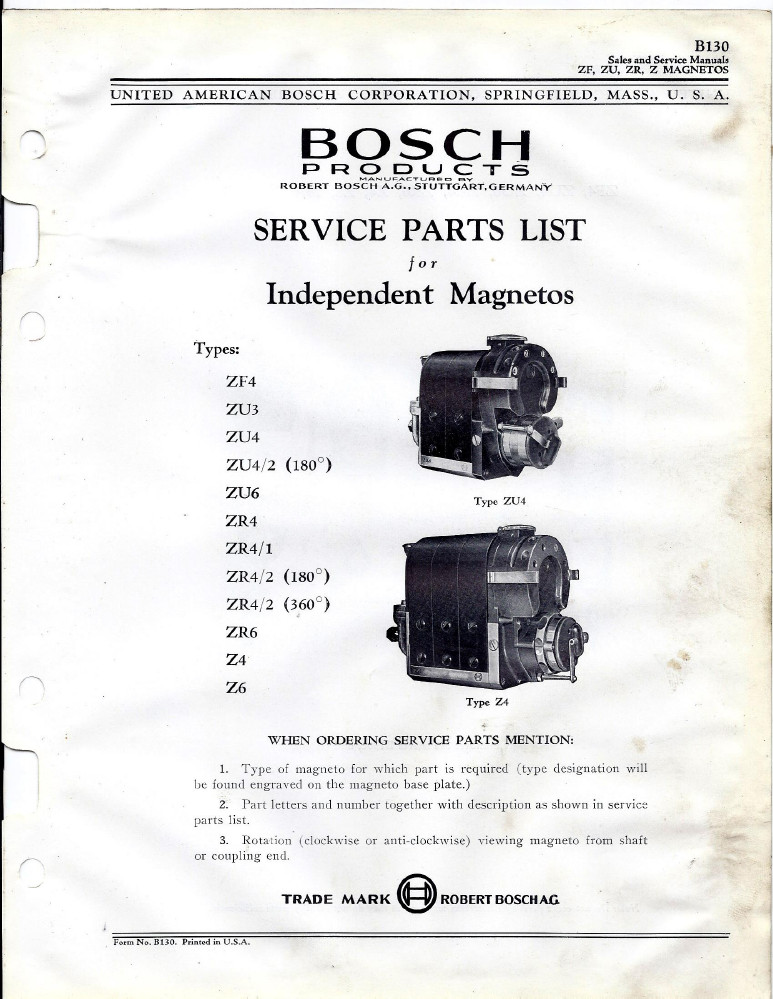 B130
Sales and Service Manuals
ZF, ZU, ZR, Z MAGNETOS
UNITED AMERICAN BOSCH CORPORATION, SPRINGFIELD, MASS., U. S. A.
BOSCH
PRODUCTS
MANUFACTURED BY
ROBERT BOSCH A.G., STUTTGART, GERMANY
SERVICE PARTS LIST
for
Independent Magnetos
Types:
ZF4
ZU3
ZU4
ZU4/2 (180°)
ZU6
ZR4
ZR4/1
ZR4/2 (180°)
ZR4/2 (360°)
ZR6
Z4
Z6
Type ZU4
Type Z4
WHEN ORDERING SERVICE PARTS MENTION:
1. Type of magneto for which part is required (type designation will
be found engraved on the magneto base plate.)
2. Part letters and number together with description as shown in service
parts list.
3. Rotation (clockwise or anti-clockwise) viewing magneto from shaft
or coupling end.
TRADE MARK ROBERT BOSCH A.G.
Form No. B130. Printed in U.S.A.